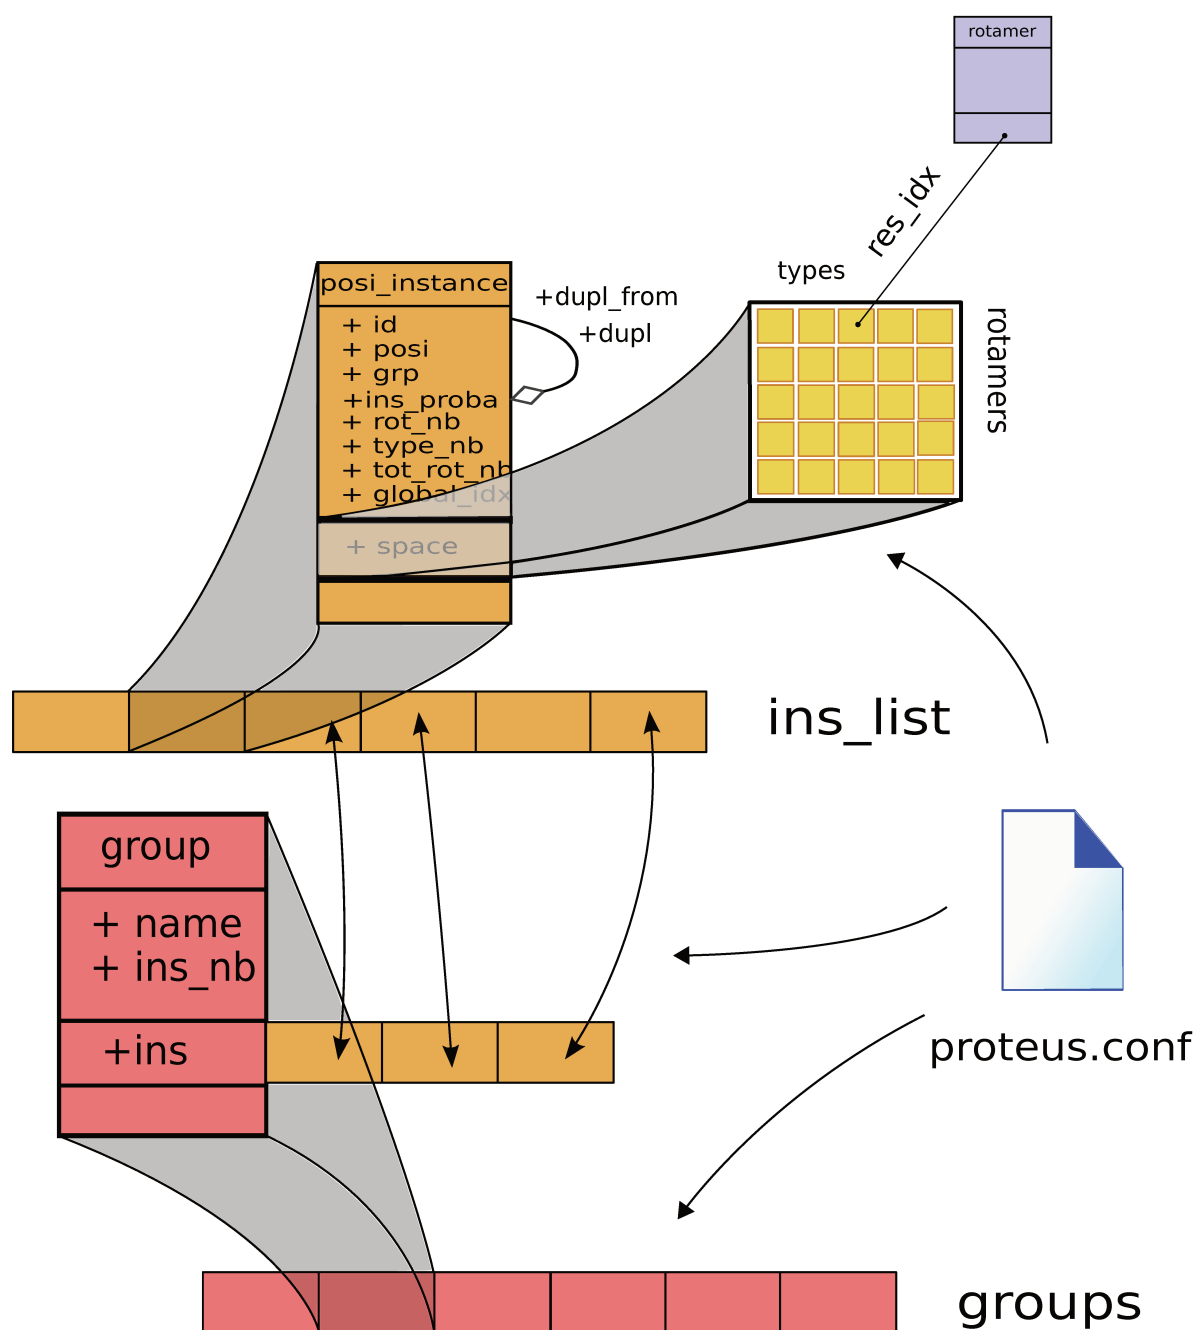 rotamer
res_idx
types
rotamers
posi_instance
+ id
+ posi
+ grp
+ins_proba
+ rot_nb
+ type_nb
+ tot_rot_nb
+ global_idx
+ space
+dupl_from
+dupl
ins_list
group
+ name
+ ins_nb
+ins
proteus.conf
groups